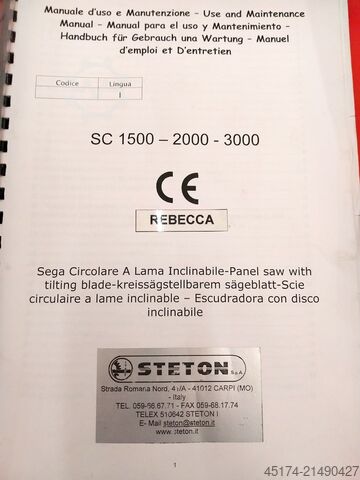 Manuale d'uso e Manutenzione - Use and Maintenance
Manual - Manual para el uso y Mantenimiento -
Handbuch für Gebrauch una Wartung - Manuel
d'emploi et D'entretien
Codice Lingua
I
SC 1500 – 2000 - 3000
CE
REBECCA
Sega Circolare A Lama Inclinabile-Panel saw with
tilting blade-kreissägstellbarem sägeblatt-Scie
circulaire a lame inclinable – Escudradora con disco
inclinabile
STETON S.p.A.
Strada Romana Nord, 41/A - 41012 CARPI (MO)
- Italy
TEL. 059-66.67.71 - FAX 059-68.17.74
TELEX 510642 STETON I
E- Mail steton@steton.it
www.steton.it
1
45174-21490427